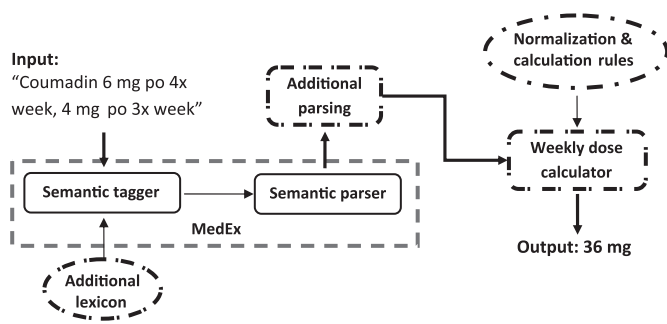 Input:
“Coumadin 6 mg po 4x
week, 4 mg po 3x week”
Additional
parsing
Normalization &
calculation rules
Semantic tagger
Semantic parser
Weekly dose
calculator
MedEx
Additional
lexicon
Output: 36 mg